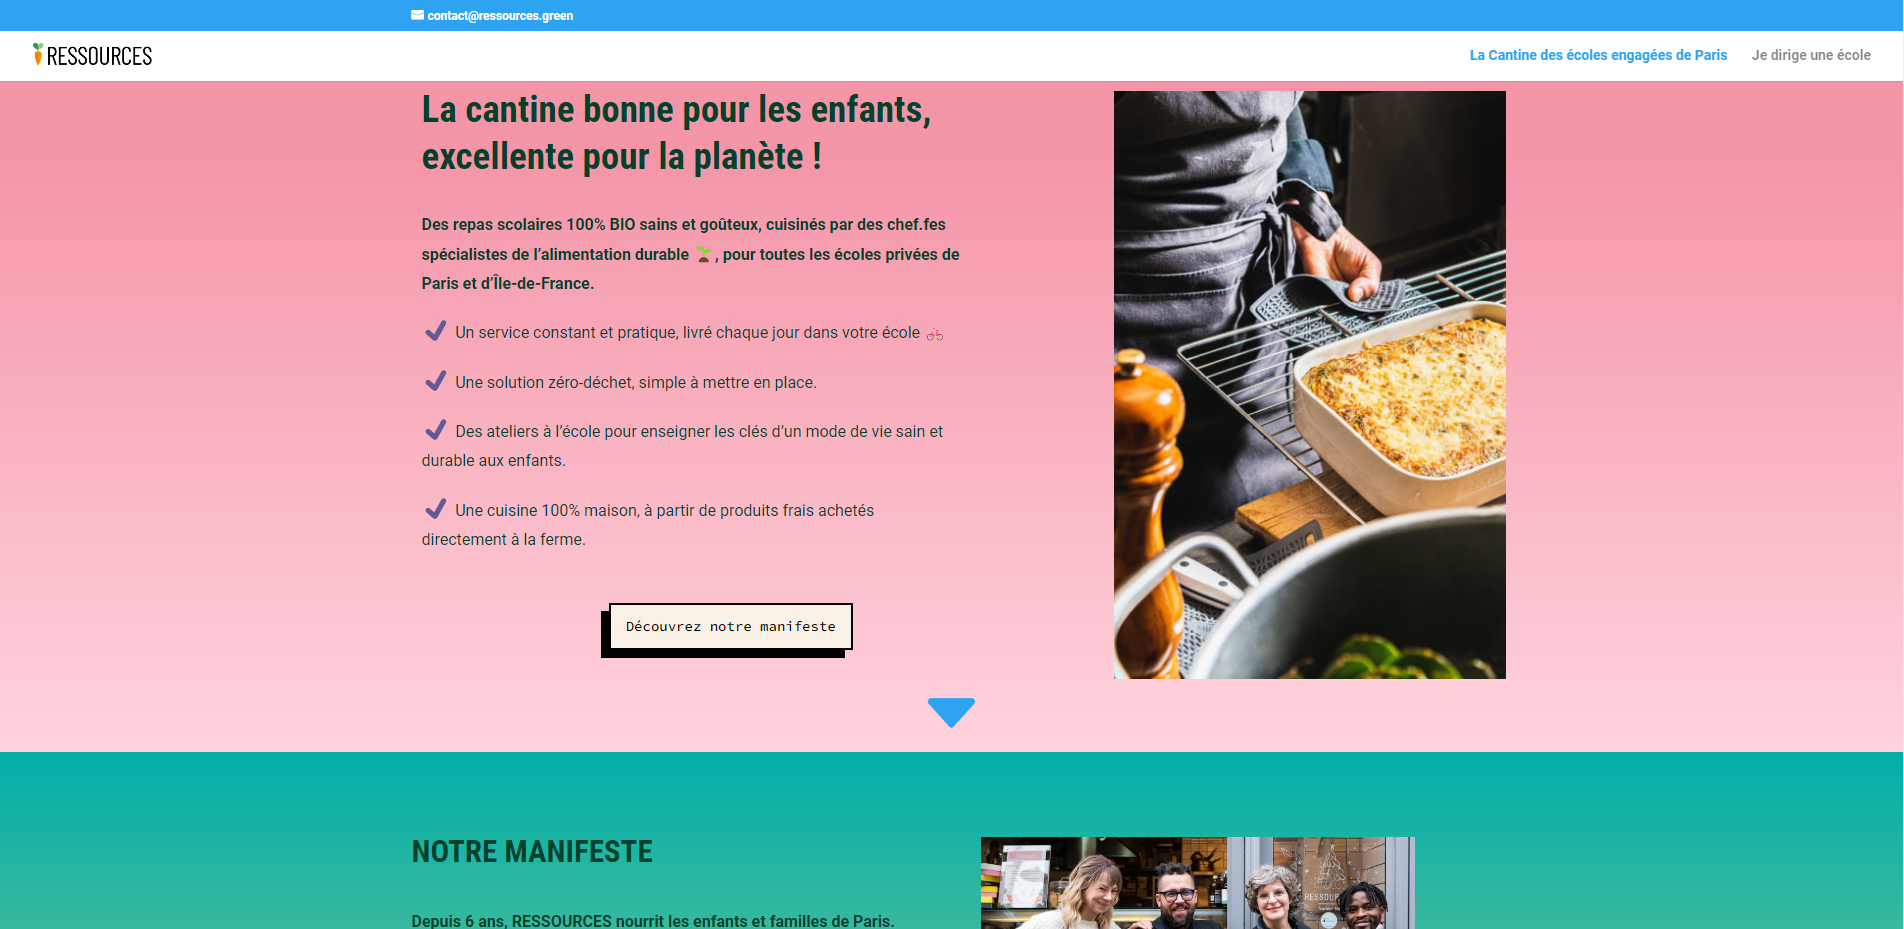 contact@ressources.green
RESSOURCES
La Cantine des écoles engagées de Paris
Je dirige une école
La cantine bonne pour les enfants,
excellente pour la planète !
Des repas scolaires 100% BIO sains et goûteux, cuisinés par des chef.fes
spécialistes de l’alimentation durable 🌱, pour toutes les écoles privées de
Paris et d’Île-de-France.
✔ Un service constant et pratique, livré chaque jour dans votre école 🚲
✔ Une solution zéro-déchet, simple à mettre en place.
✔ Des ateliers à l’école pour enseigner les clés d’un mode de vie sain et
durable aux enfants.
✔ Une cuisine 100% maison, à partir de produits frais achetés
directement à la ferme.
Découvrez notre manifeste
NOTRE MANIFESTE
Depuis 6 ans, RESSOURCES nourrit les enfants et familles de Paris.